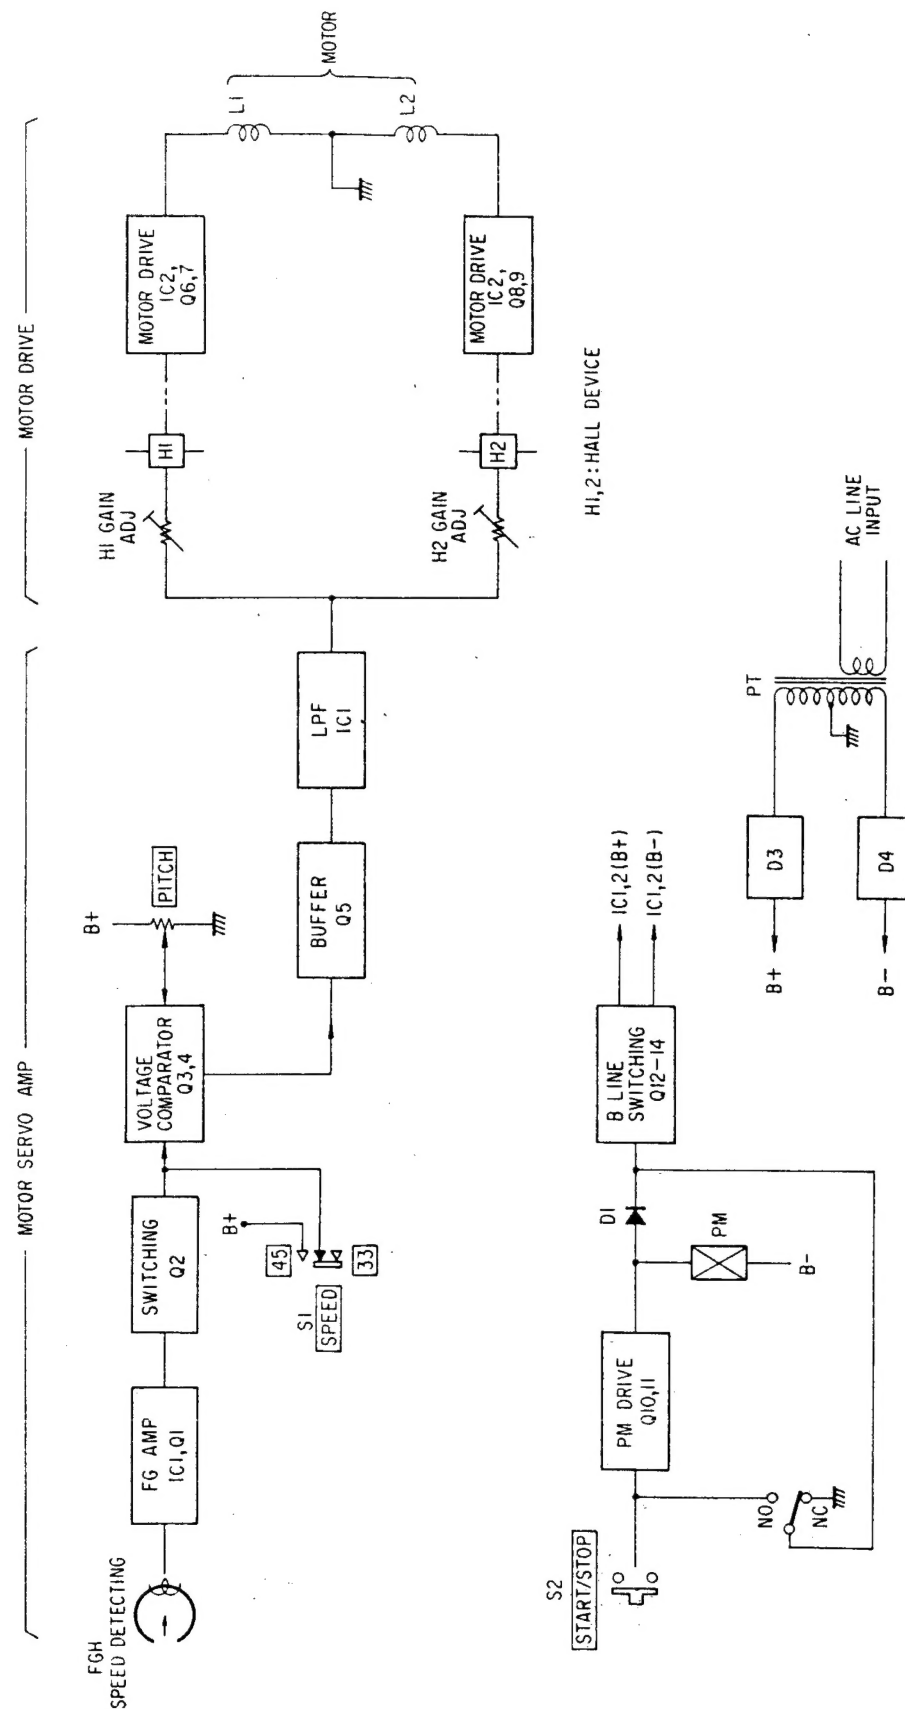 MOTOR SERVO AMP
MOTOR DRIVE
FGH
SPEED DETECTING
FG AMP
IC1, Q1
SWITCHING
Q2
VOLTAGE
COMPARATOR
Q3,4
B+
PITCH
B+
45
33
S1
SPEED
BUFFER
Q5
LPF
IC1
H1 GAIN
ADJ
H1
MOTOR DRIVE
IC2,
Q6,7
L1
MOTOR
L2
H2 GAIN
ADJ
H2
MOTOR DRIVE
IC2,
Q8,9
H1,2: HALL DEVICE
S2
START/STOP
PM DRIVE
Q10,11
NO
NC
D1
PM
B-
B LINE
SWITCHING
Q12-14
IC1,2(B+)
IC1,2(B-)
B+
D3
B-
D4
PT
AC LINE
INPUT